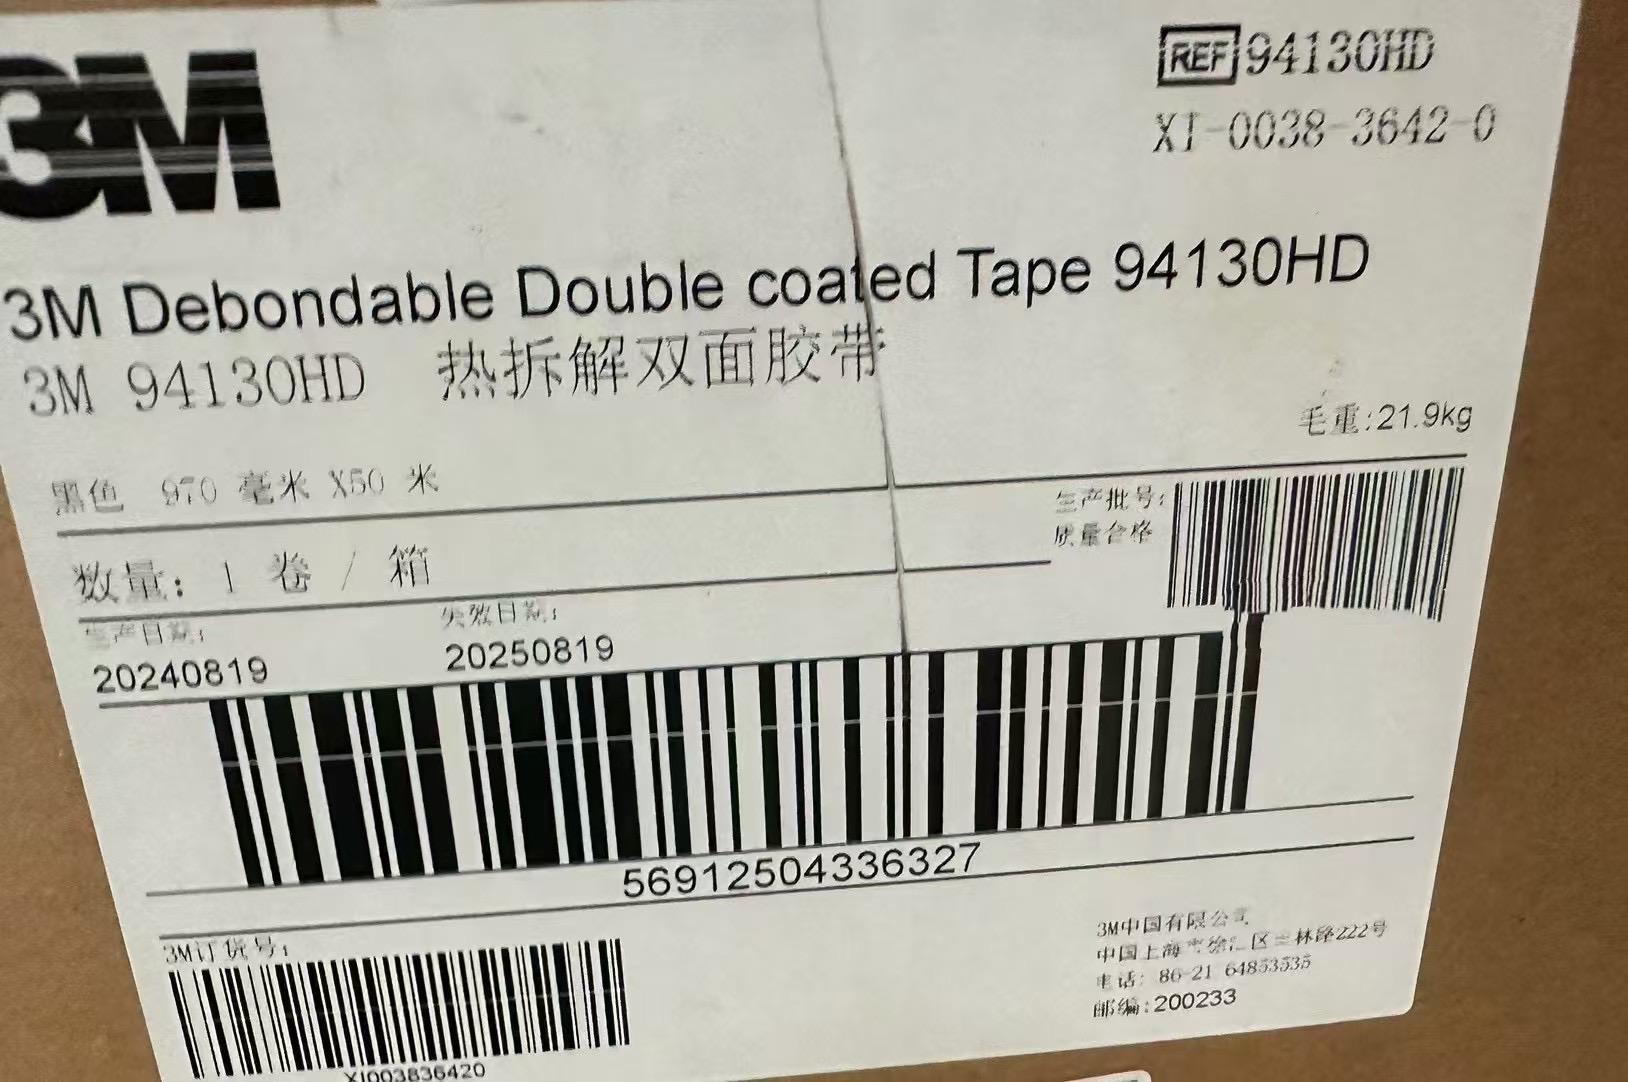 3M
REF 94130HD
XI-0038-3642-0
3M Debondable Double coated Tape 94130HD
3M 94130HD 热拆解双面胶带
毛重:21.9kg
黑色 970 毫米 X50 米
生产批号:
质量合格
数量: 1 卷 / 箱
生产日期: 失效日期:
20240819 20250819
56912504336327
3M订货号:
XI003836420
3M中国有限公司
中国上海市徐汇区 林路222号
电话: 86-21 64853535
邮编:200233